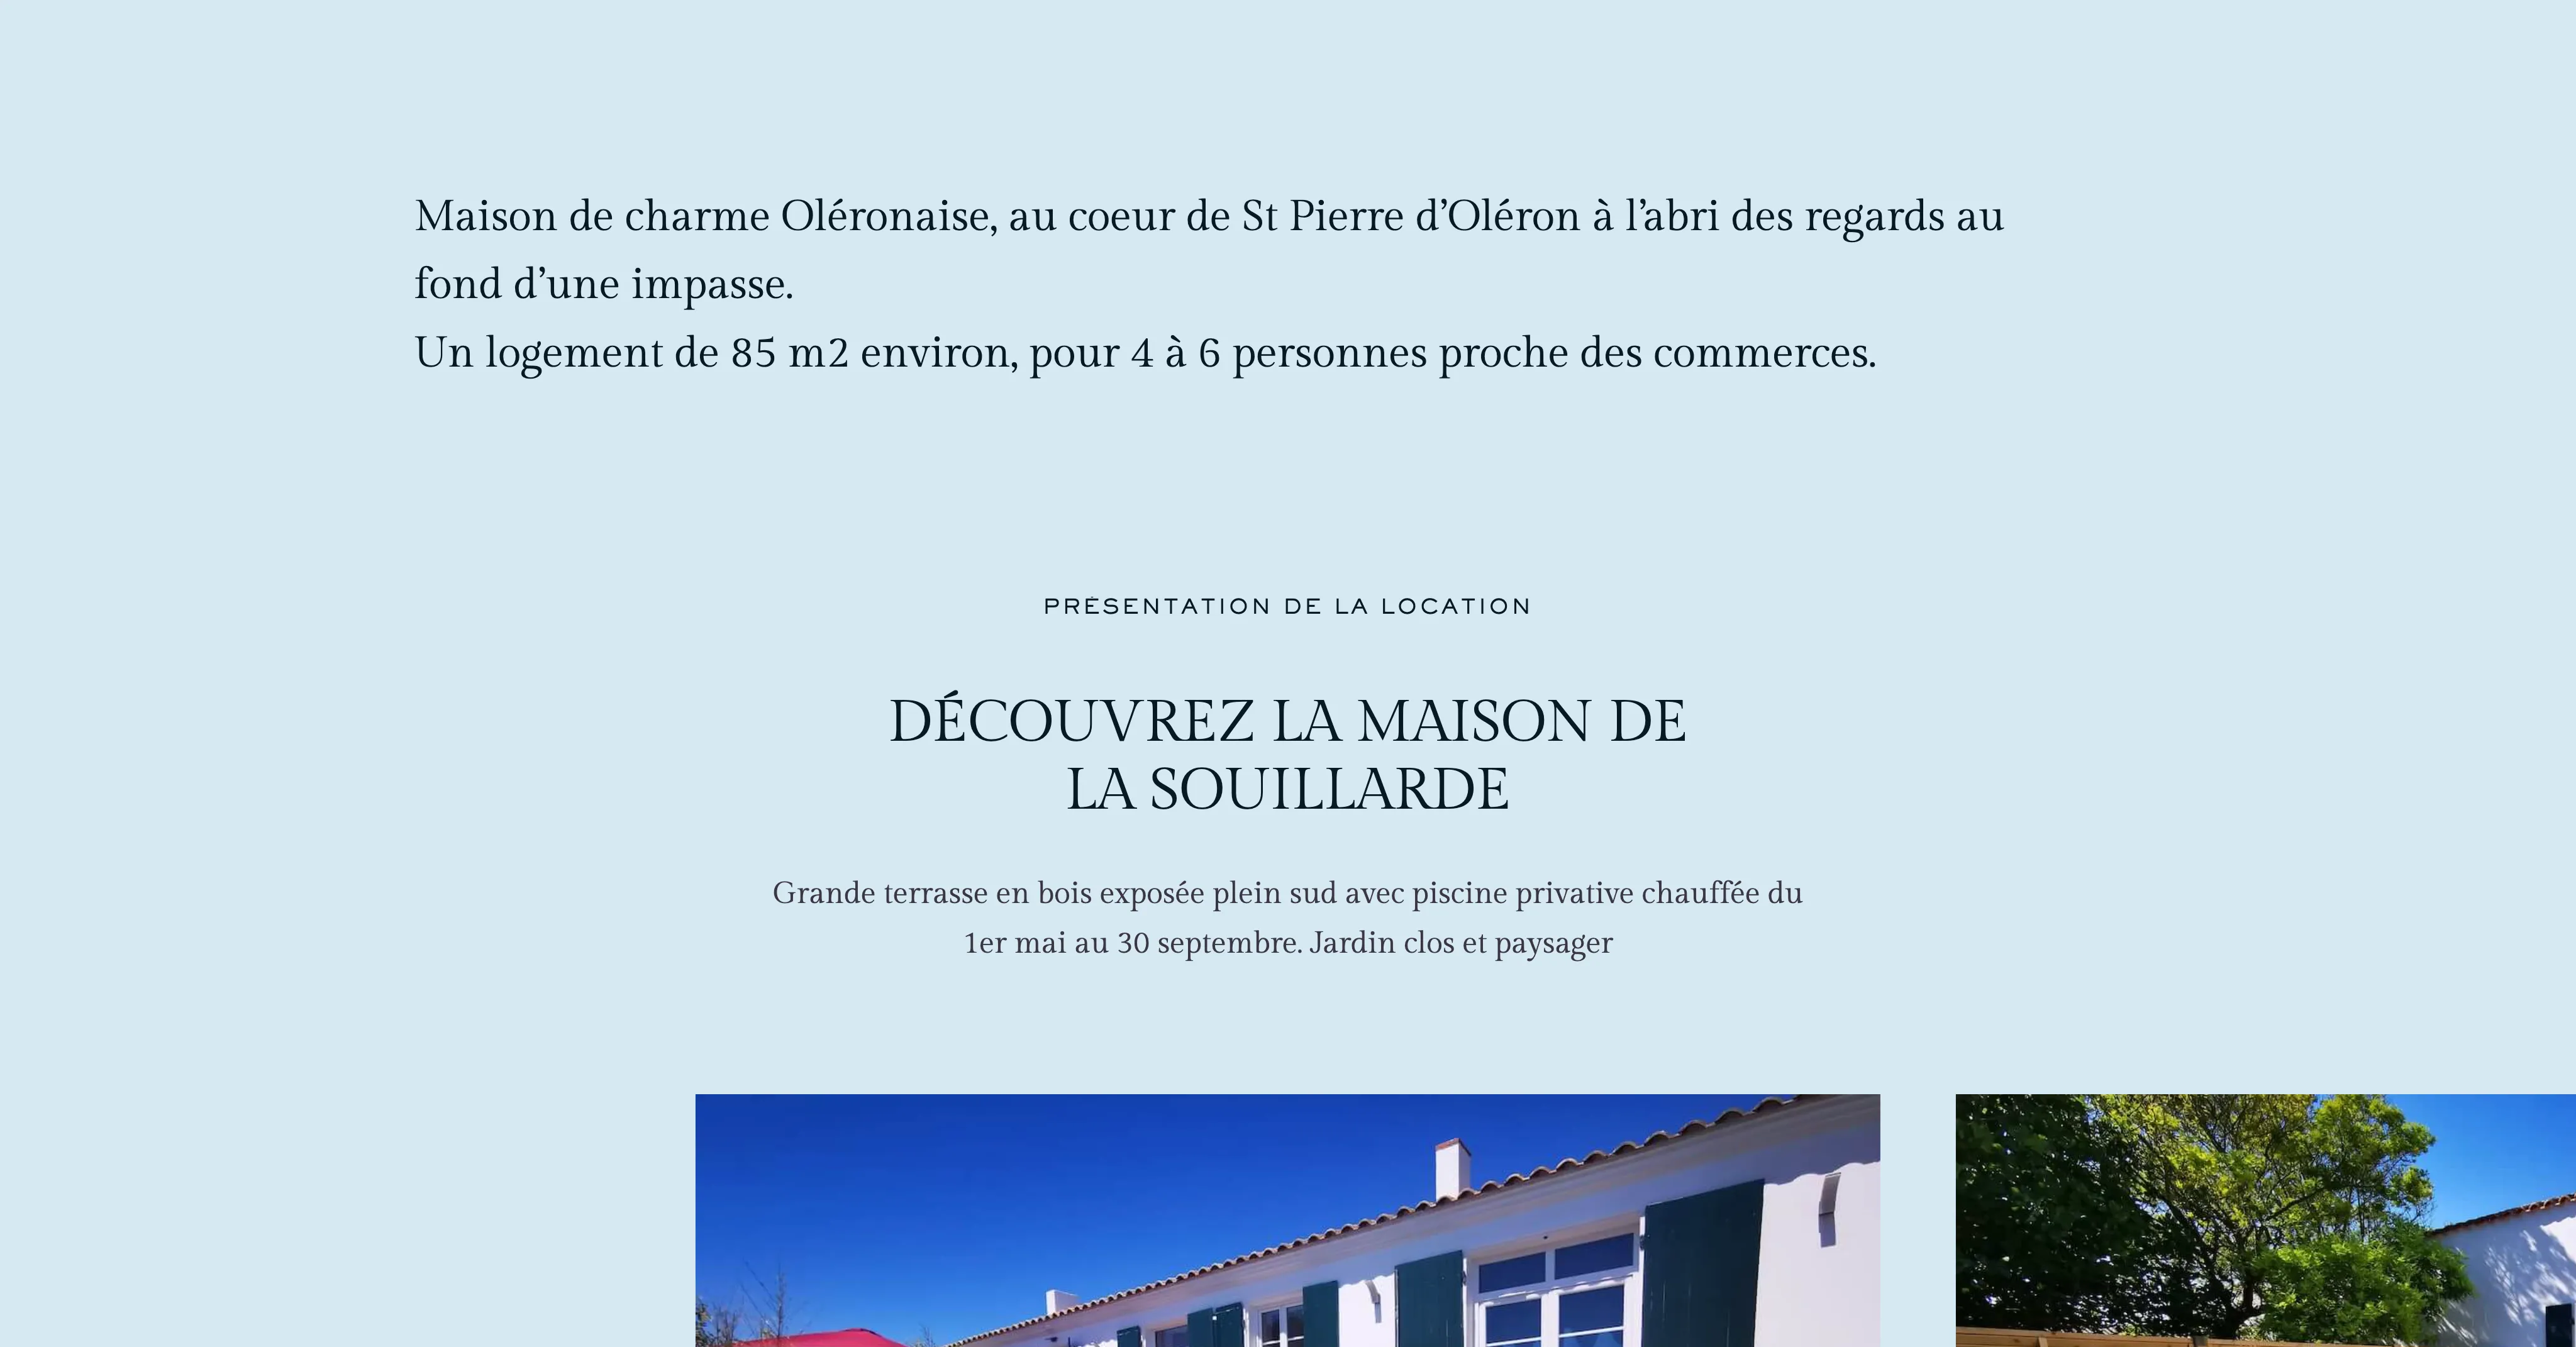 Maison de charme Oléronaise, au coeur de St Pierre d’Oléron à l’abri des regards au
fond d’une impasse.
Un logement de 85 m2 environ, pour 4 à 6 personnes proche des commerces.
PRÉSENTATION DE LA LOCATION
DÉCOUVREZ LA MAISON DE
LA SOUILLARDE
Grande terrasse en bois exposée plein sud avec piscine privative chauffée du
1er mai au 30 septembre. Jardin clos et paysager